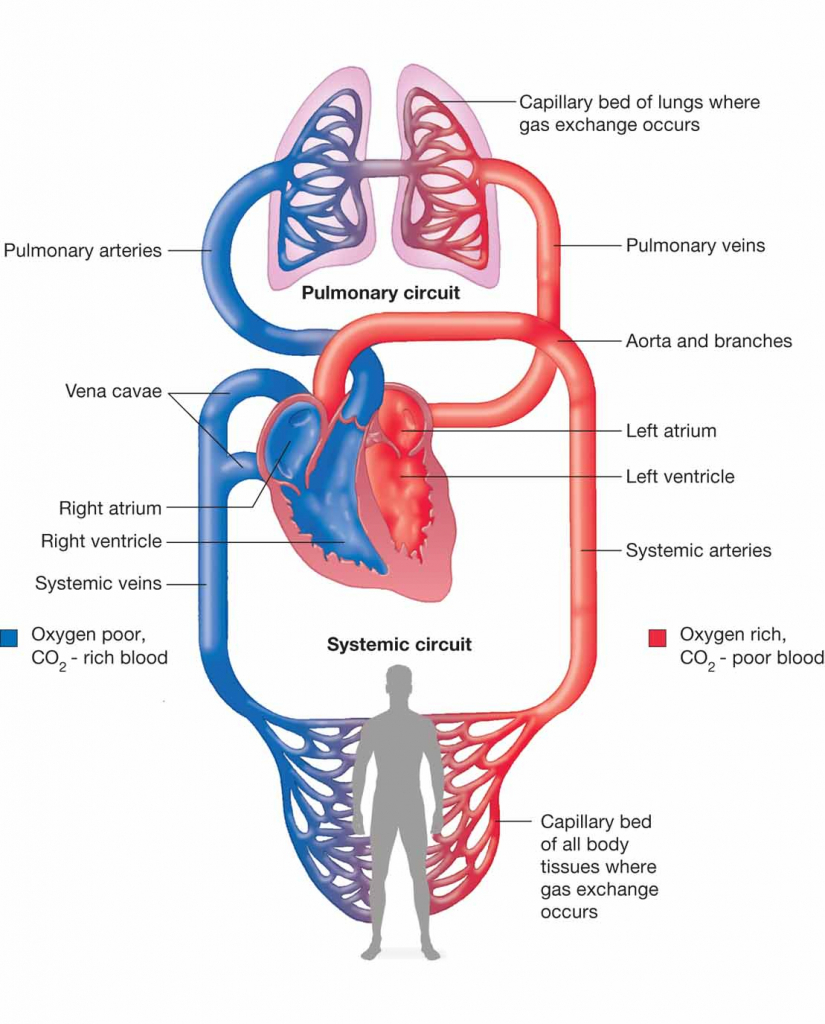 Capillary bed of lungs where
gas exchange occurs
Pulmonary arteries
Pulmonary veins
Pulmonary circuit
Aorta and branches
Vena cavae
Left atrium
Left ventricle
Right atrium
Right ventricle
Systemic arteries
Systemic veins
Oxygen poor,
CO₂ - rich blood
Systemic circuit
Oxygen rich,
CO₂ - poor blood
Capillary bed
of all body
tissues where
gas exchange
occurs